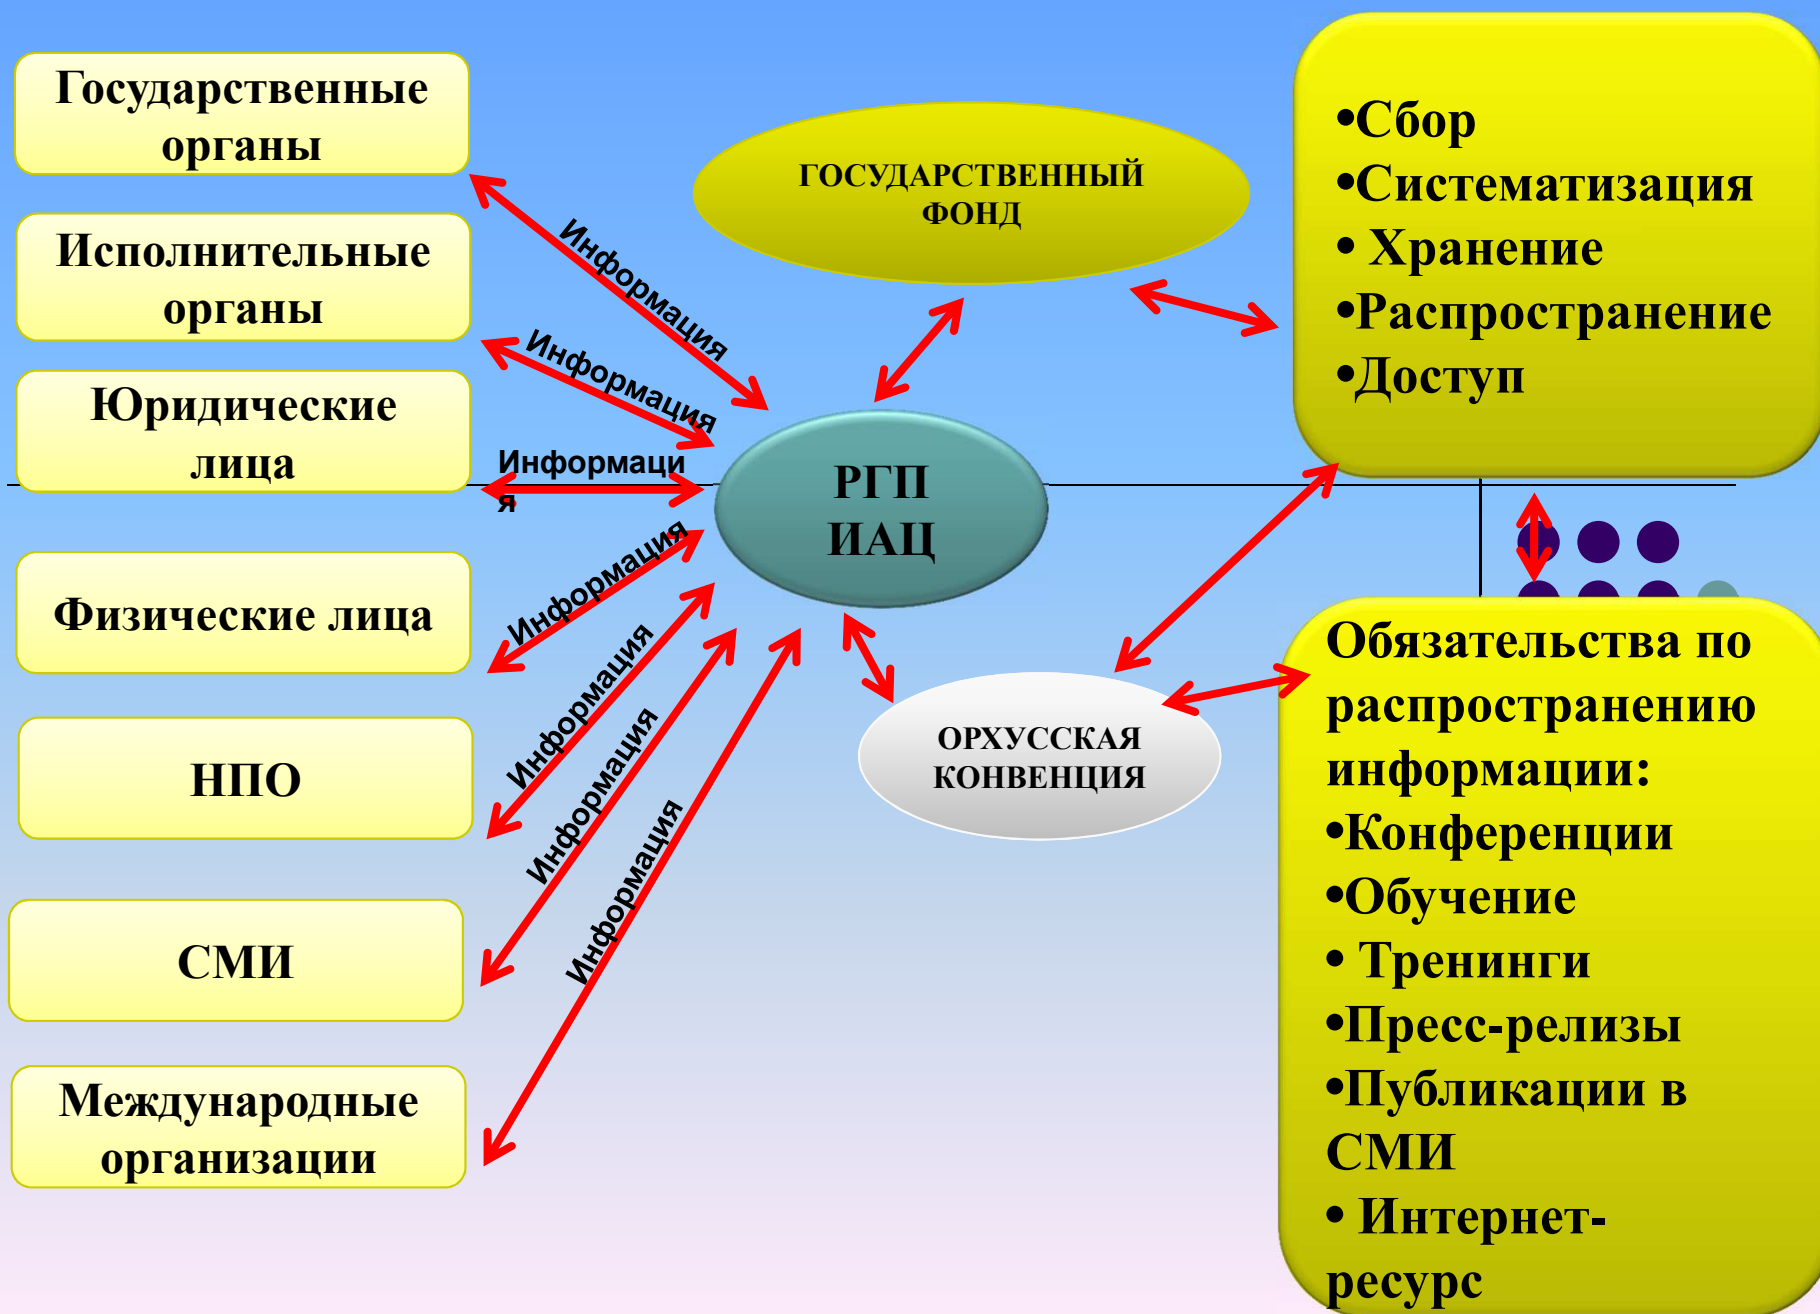 Государственные
органы
Исполнительные
органы
Юридические
лица
Физические лица
НПО
СМИ
Международные
организации
Информация
Информация
Информаци
я
Информация
Информация
Информация
Информация
ГОСУДАРСТВЕННЫЙ
ФОНД
РГП
ИАЦ
ОРХУССКАЯ
КОНВЕНЦИЯ
•Сбор
•Систематизация
• Хранение
•Распространение
•Доступ
Обязательства по
распространению
информации:
•Конференции
•Обучение
• Тренинги
•Пресс-релизы
•Публикации в
СМИ
• Интернет-
ресурс